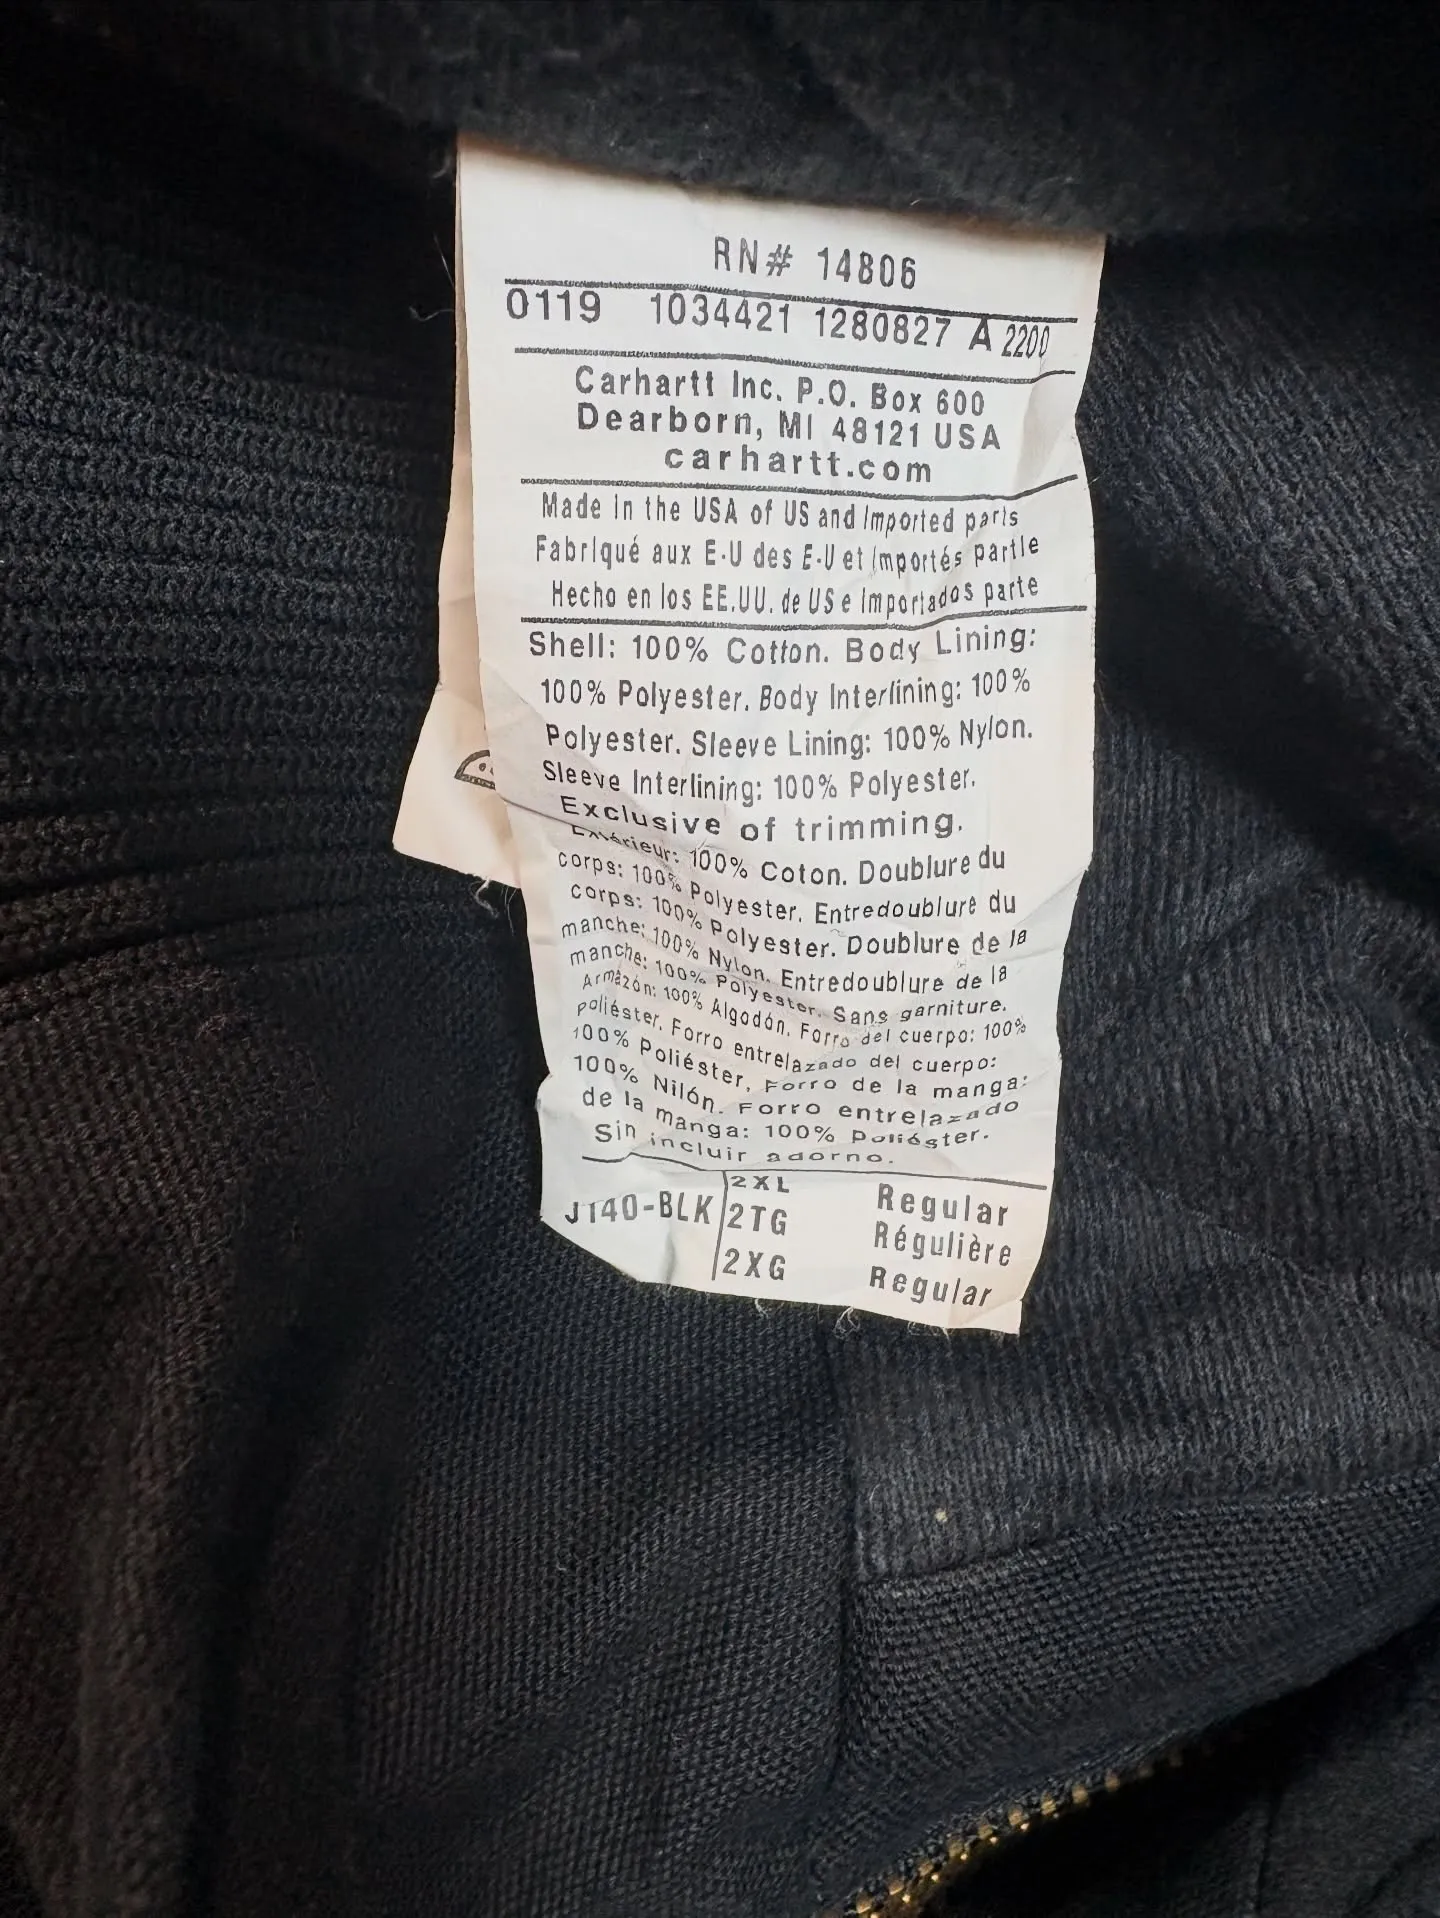 RN# 14806
0119 1034421 1280827 A 2200
Carhartt Inc. P.O. Box 600
Dearborn, MI 48121 USA
carhartt.com
Made in the USA of US and Imported parts
Fabriqué aux E-U des E-U et Importés partie
Hecho en los EE.UU. de US e Importados parte
Shell: 100% Cotton. Body Lining:
100% Polyester. Body Interlining: 100%
Polyester. Sleeve Lining: 100% Nylon.
Sleeve Interlining: 100% Polyester.
Exclusive of trimming.
Extérieur: 100% Coton. Doublure du
corps: 100% Polyester. Entredoublure du
corps: 100% Polyester. Doublure de la
manche: 100% Nylon. Entredoublure de la
manche: 100% Polyester. Sans garniture.
Armazón: 100% Algodón. Forro del cuerpo: 100%
Poliéster. Forro entrelazado del cuerpo:
100% Poliéster. Forro de la manga:
100% Nilón. Forro entrelazado
de la manga: 100% Poliéster.
Sin incluir adorno.
J140-BLK 2XL Regular
2TG Régulière
2XG Regular